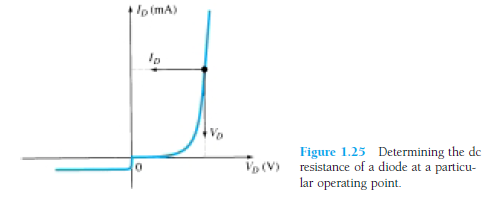 I_D (mA)
I_D
V_D
0
V_D (V)
Figure 1.25 Determining the dc
resistance of a diode at a particu-
lar operating point.